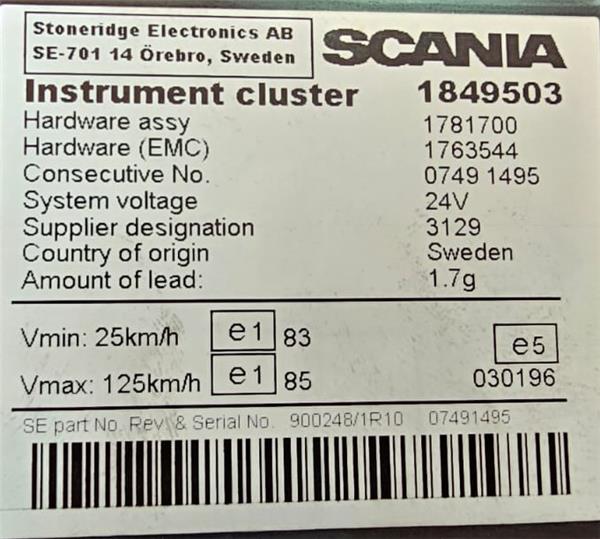 Stoneridge Electronics AB
SE-701 14 Örebro, Sweden
SCANIA
Instrument cluster 1849503
Hardware assy 1781700
Hardware (EMC) 1763544
Consecutive No. 0749 1495
System voltage 24V
Supplier designation 3129
Country of origin Sweden
Amount of lead: 1.7g
Vmin: 25km/h e1 83
e5
Vmax: 125km/h e1 85 030196
SE part No. Rev. & Serial No. 900248/1R10 07491495